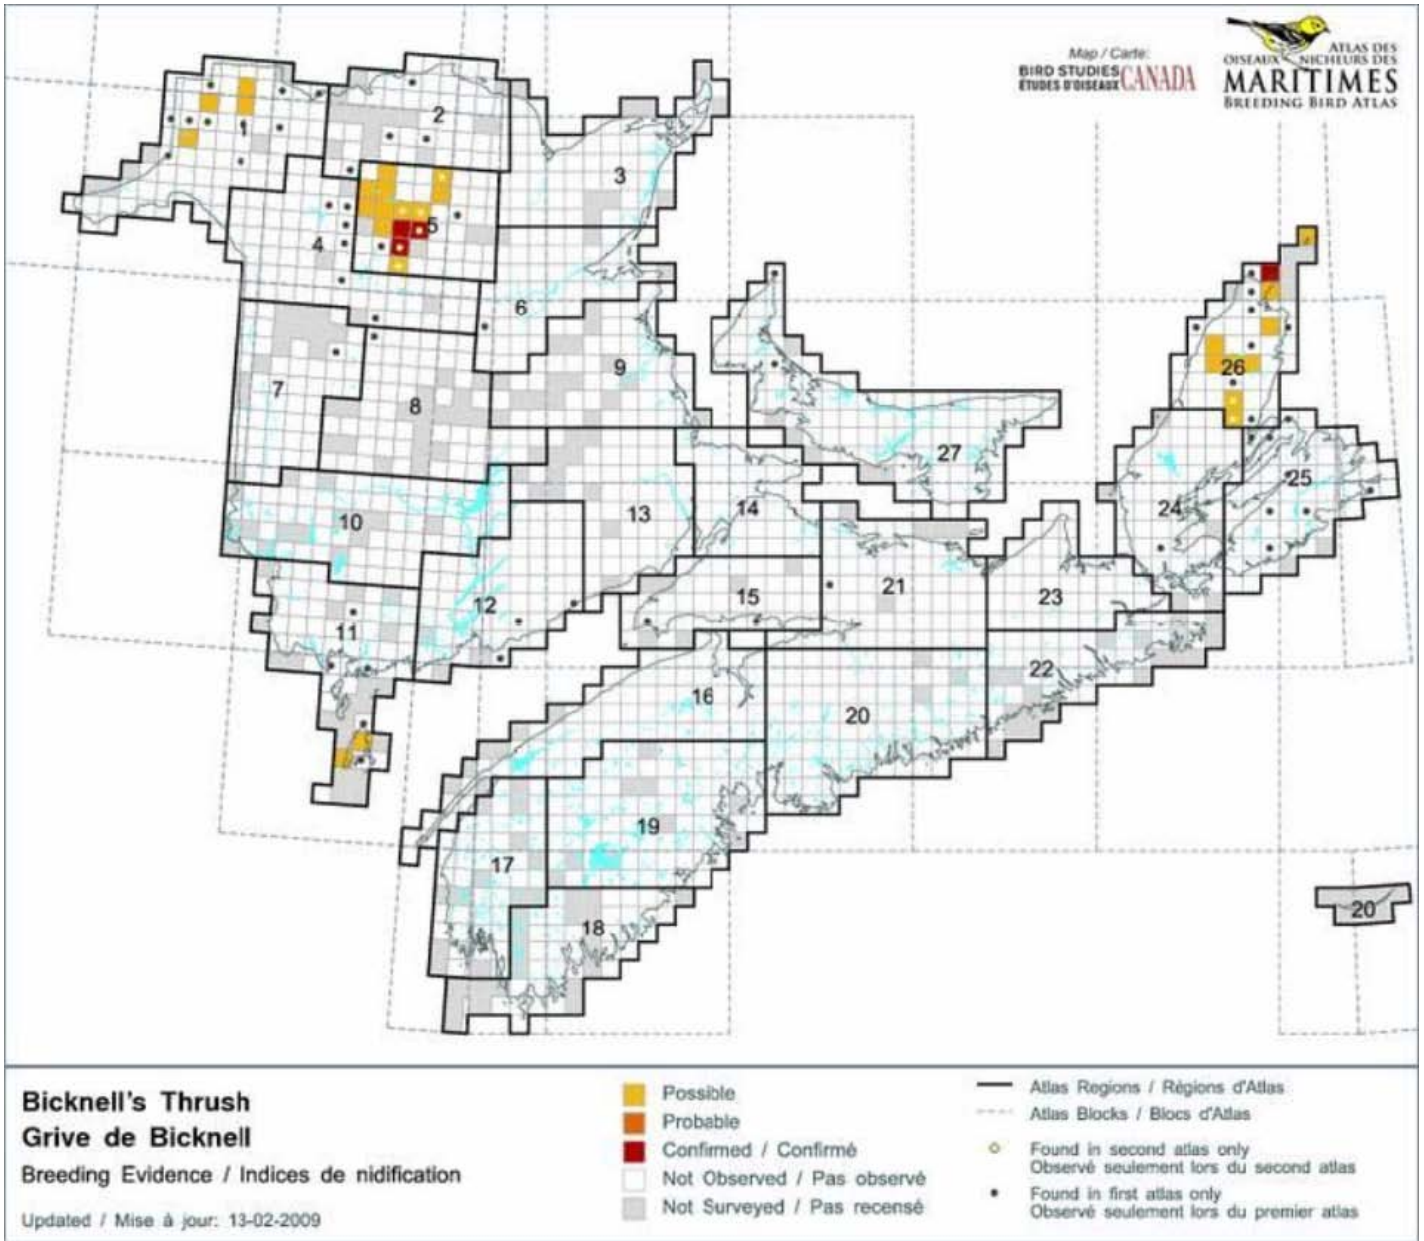 Map / Carte:
BIRD STUDIES
ÉTUDES D'OISEAUX CANADA
ATLAS DES
OISEAUX NICHEURS DES
MARITIMES
BREEDING BIRD ATLAS
1
2
3
4
5
6
7
8
9
10
11
12
13
14
15
16
17
18
19
20
21
22
23
24
25
26
27
20
Bicknell's Thrush
Grive de Bicknell
Breeding Evidence / Indices de nidification
Updated / Mise à jour: 13-02-2009
Possible
Probable
Confirmed / Confirmé
Not Observed / Pas observé
Not Surveyed / Pas recensé
Atlas Regions / Règions d'Atlas
Atlas Blocks / Blocs d'Atlas
Found in second atlas only
Observé seulement lors du second atlas
Found in first atlas only
Observé seulement lors du premier atlas